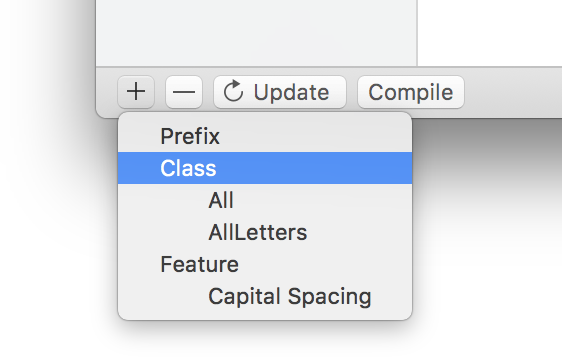 + — Update Compile
Prefix
Class
All
AllLetters
Feature
Capital Spacing